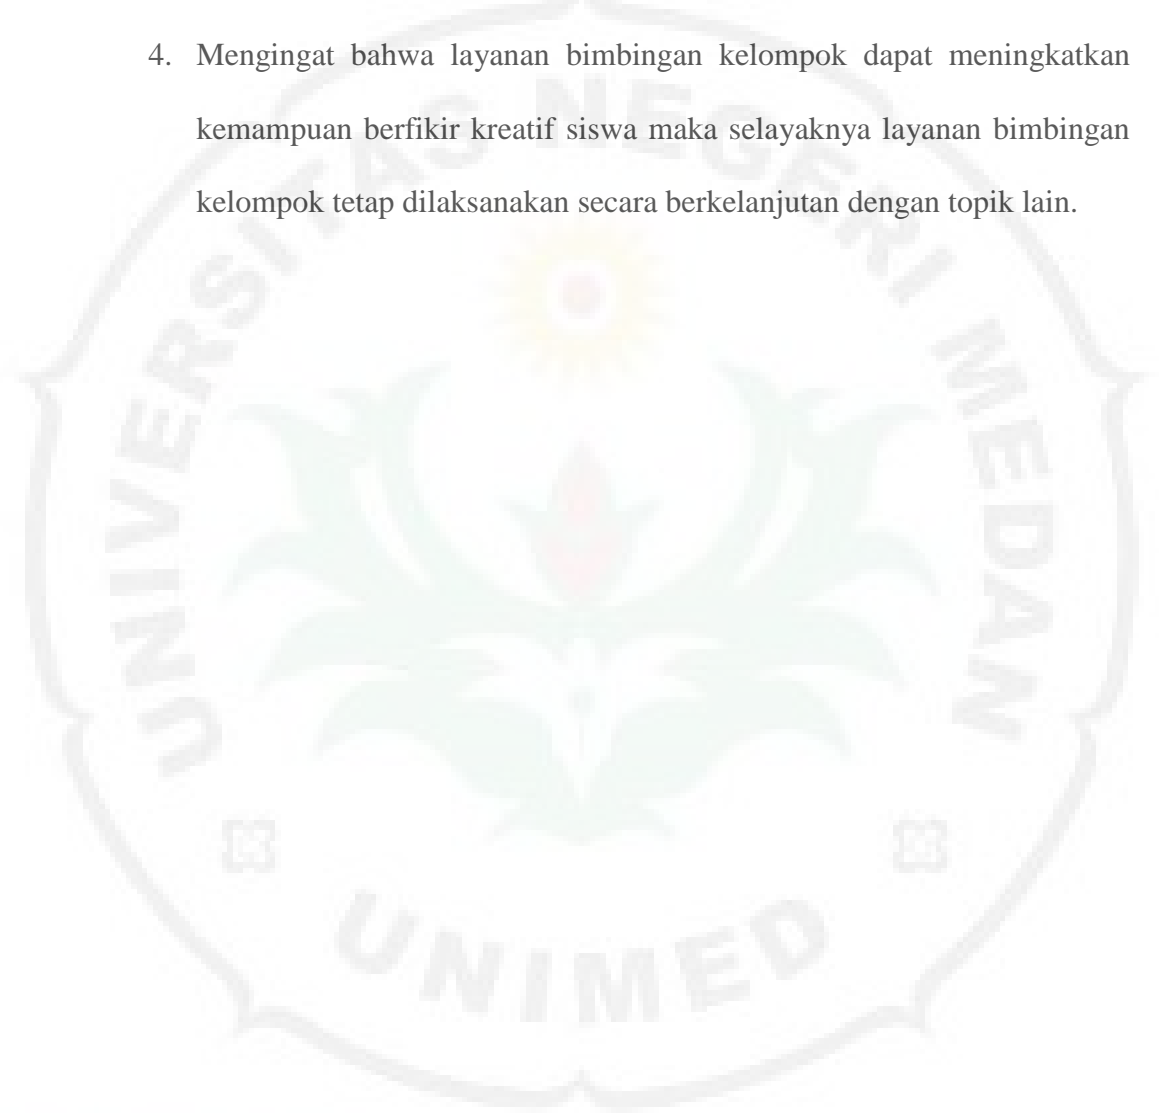 4. Mengingat bahwa layanan bimbingan kelompok dapat meningkatkan
kemampuan berfikir kreatif siswa maka selayaknya layanan bimbingan
kelompok tetap dilaksanakan secara berkelanjutan dengan topik lain.
UNIVERSITAS NEGERI MEDAN
UNIMED